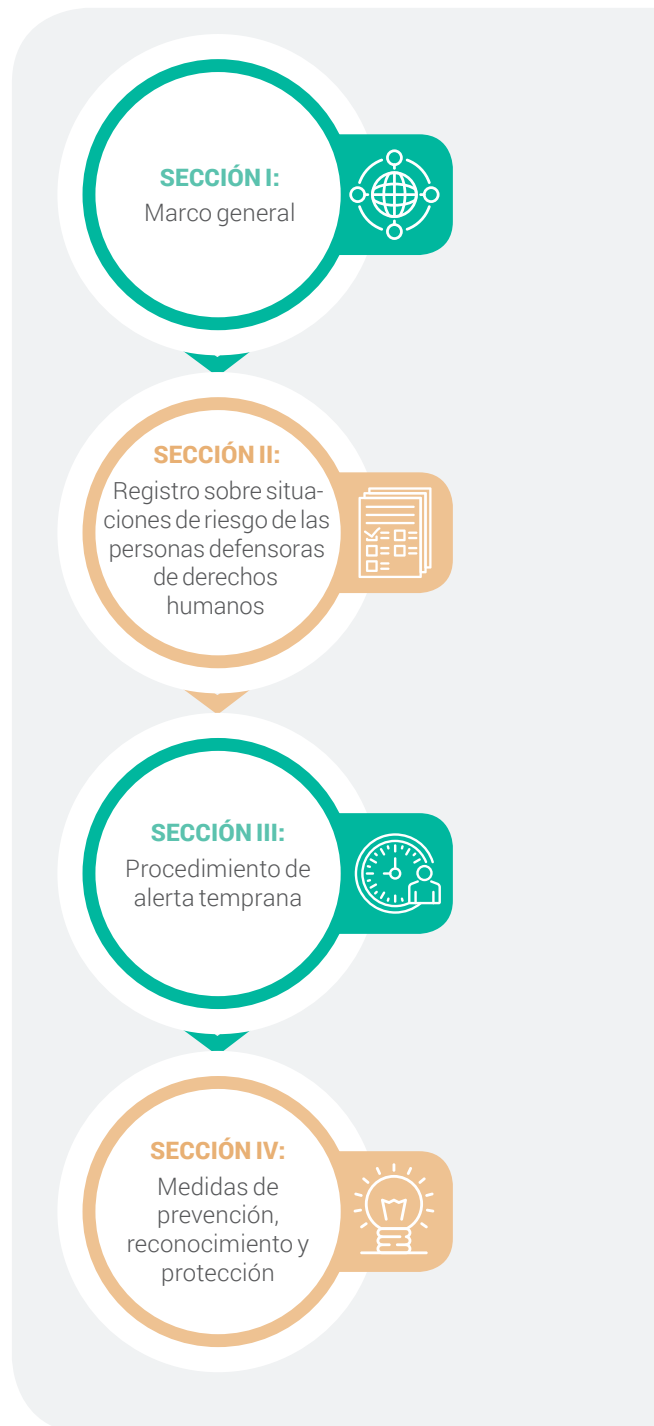 SECCIÓN I:
Marco general
SECCIÓN II:
Registro sobre situa-
ciones de riesgo de las
personas defensoras
de derechos
humanos
SECCIÓN III:
Procedimiento de
alerta temprana
SECCIÓN IV:
Medidas de
prevención,
reconocimiento y
protección